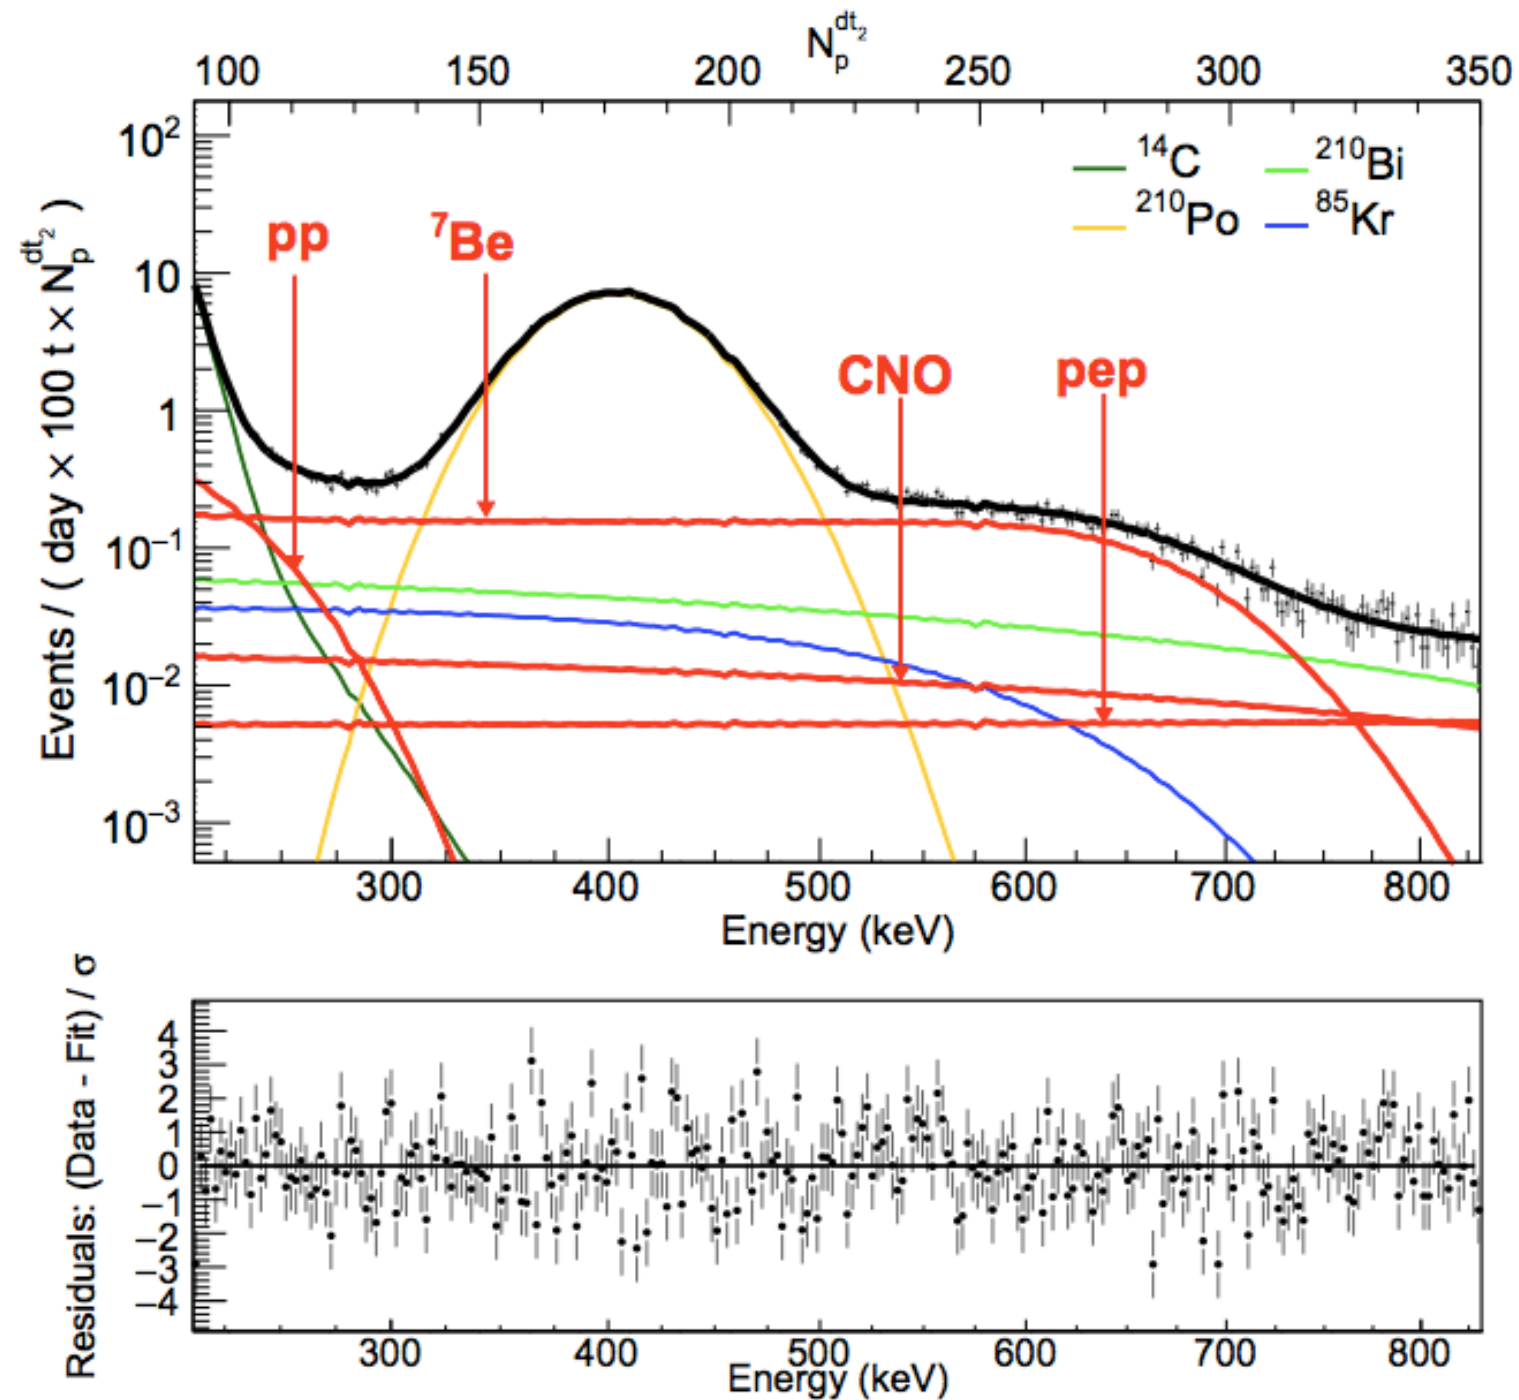 N_p^{dt_2}
100 150 200 250 300 350
Events / ( day × 100 t × N_p^{dt_2} )
10^2
10
1
10^{−1}
10^{−2}
10^{−3}
^{14}C ^{210}Bi
^{210}Po ^{85}Kr
pp
^7Be
CNO
pep
300 400 500 600 700 800
Energy (keV)
Residuals: (Data - Fit) / σ
4
3
2
1
0
−1
−2
−3
−4
300 400 500 600 700 800
Energy (keV)